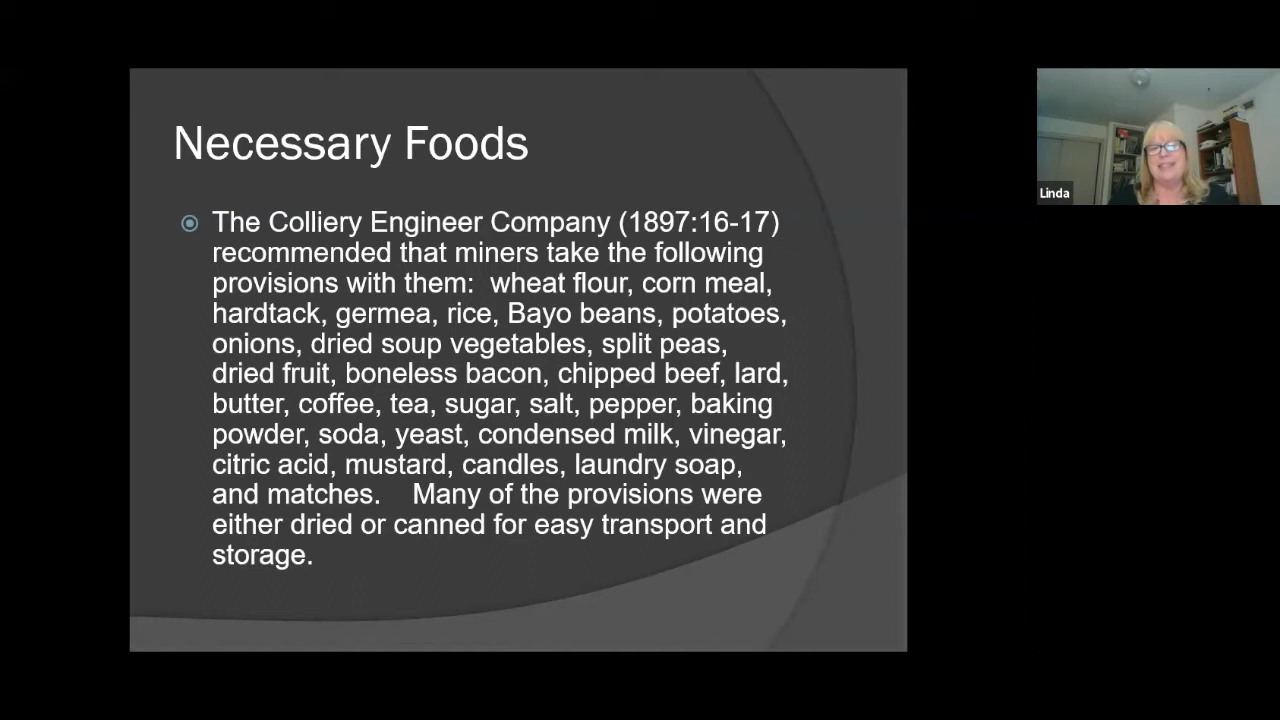 Necessary Foods
The Colliery Engineer Company (1897:16-17)
recommended that miners take the following
provisions with them:  wheat flour, corn meal,
hardtack, germea, rice, Bayo beans, potatoes,
onions, dried soup vegetables, split peas,
dried fruit, boneless bacon, chipped beef, lard,
butter, coffee, tea, sugar, salt, pepper, baking
powder, soda, yeast, condensed milk, vinegar,
citric acid, mustard, candles, laundry soap,
and matches.    Many of the provisions were
either dried or canned for easy transport and
storage.
Linda